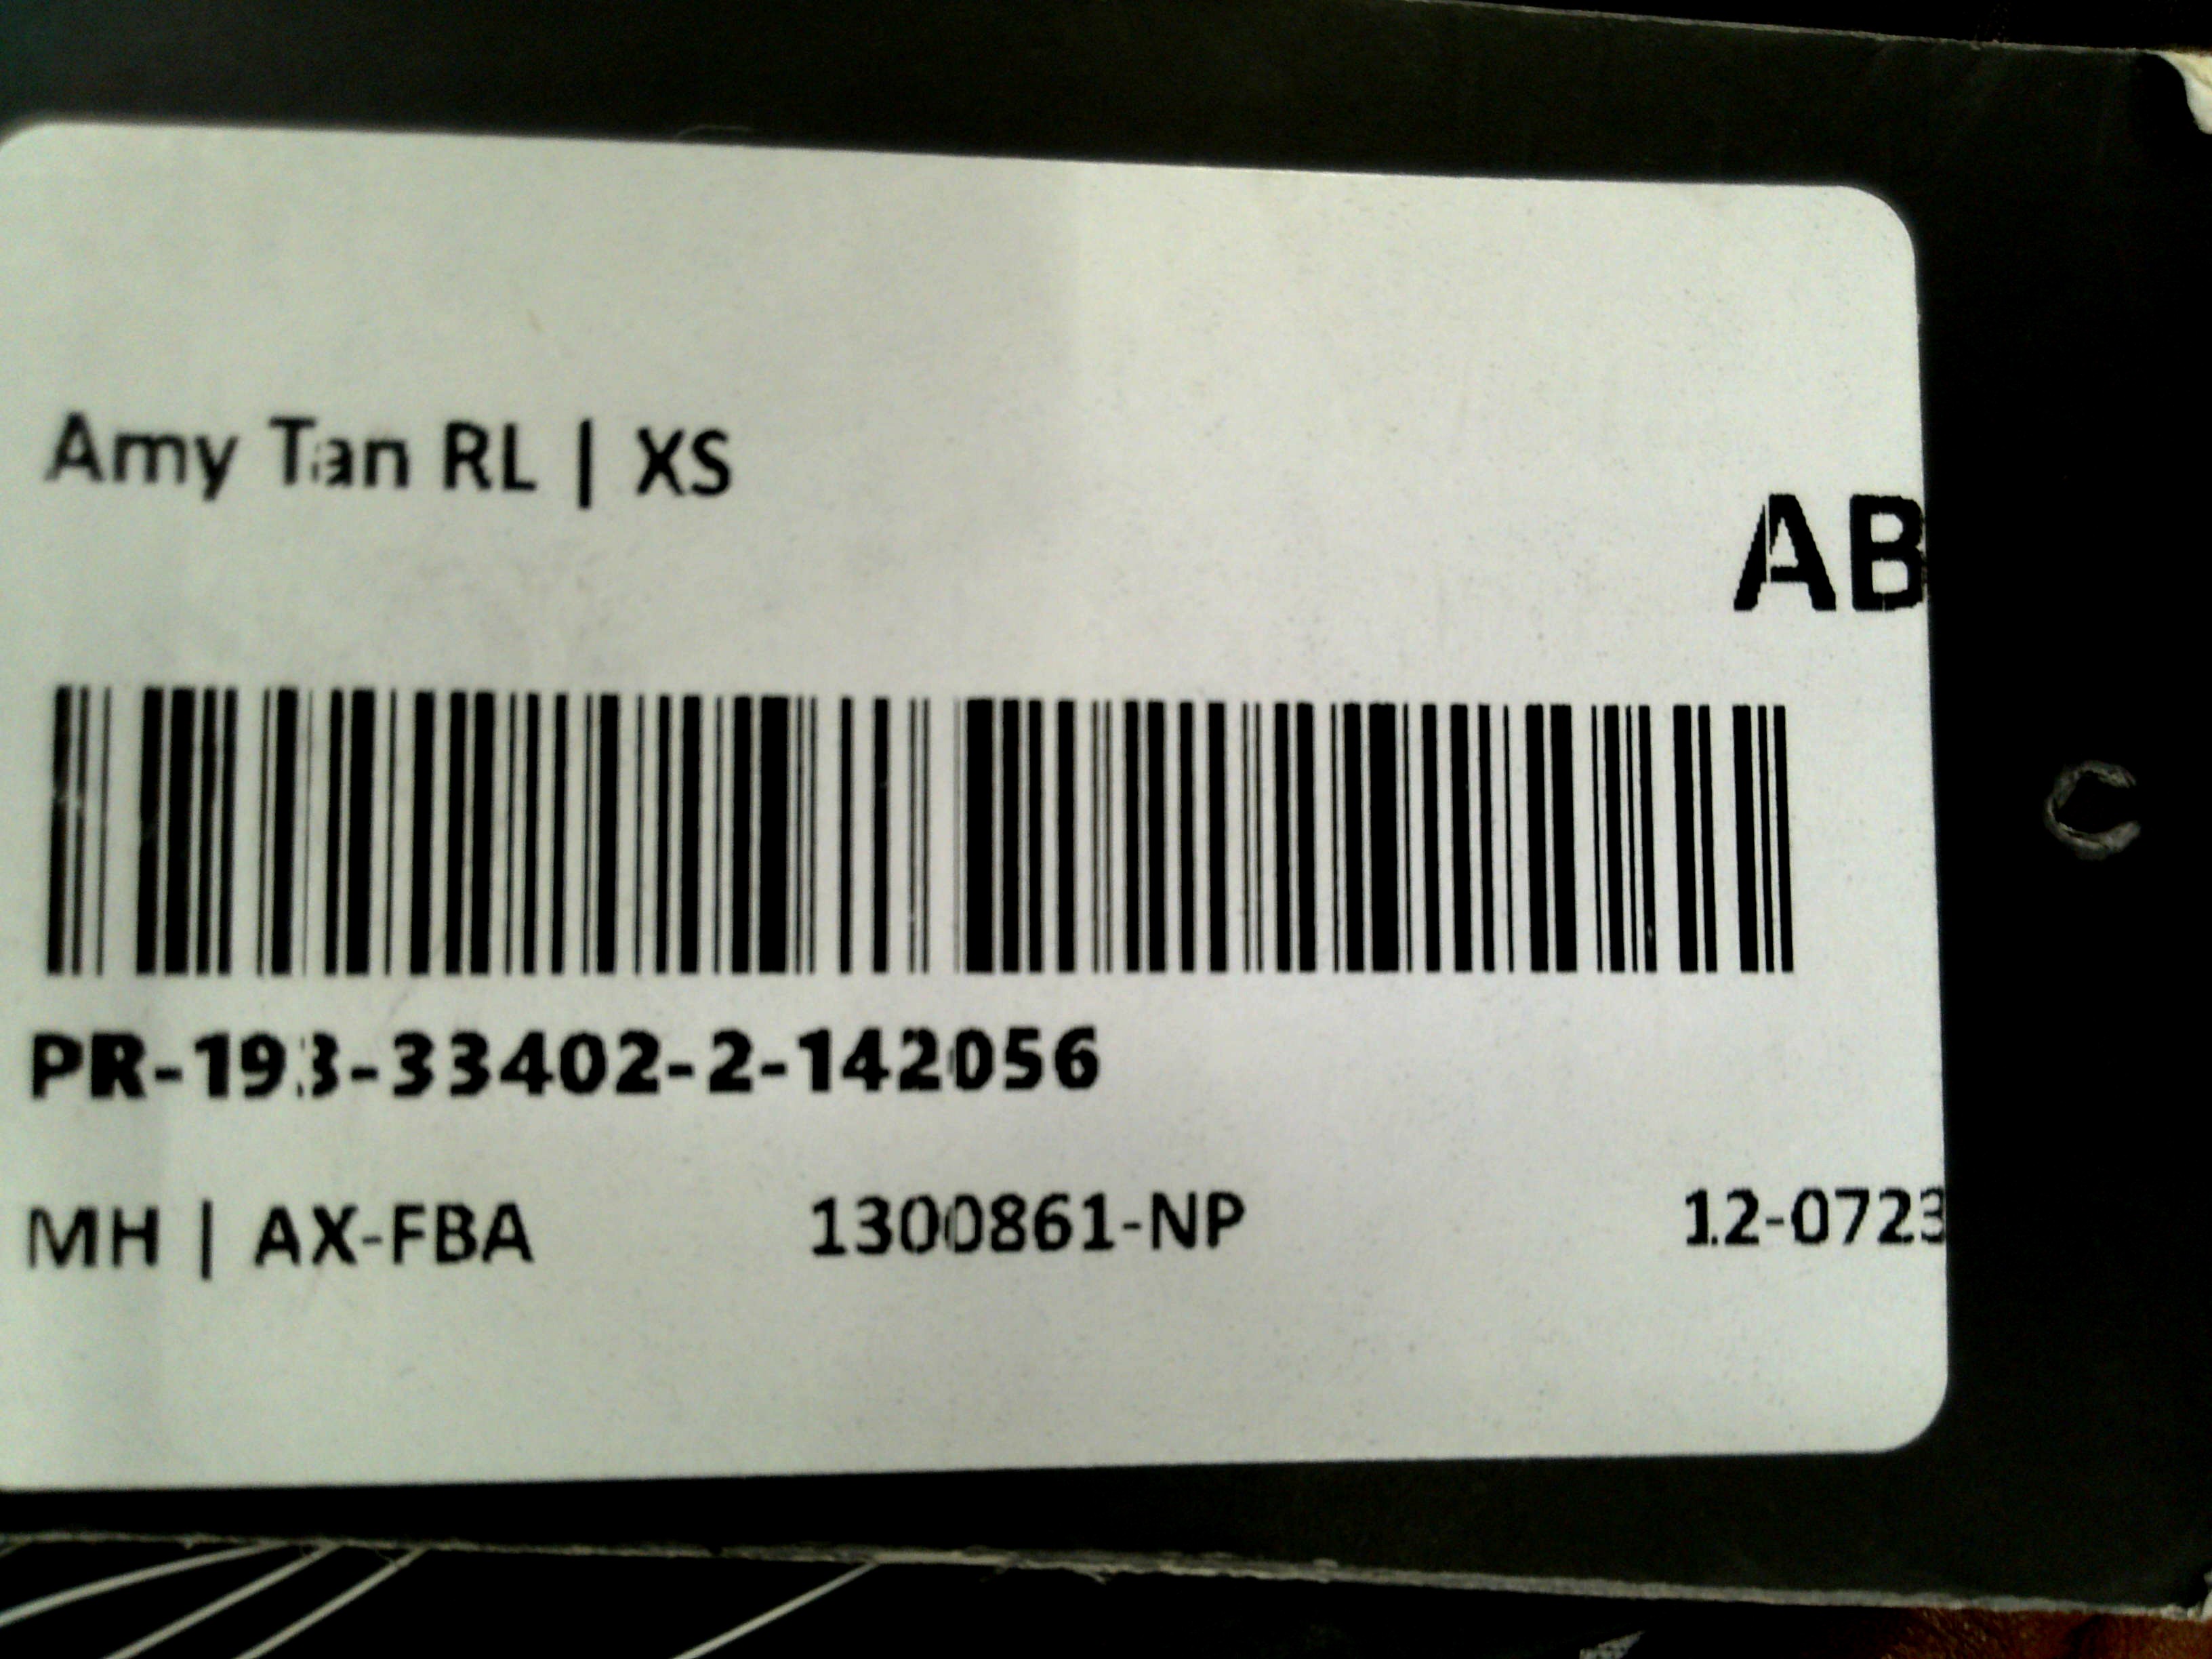 Amy Tan RL | XS
AB
PR-193-33402-2-142056
MH | AX-FBA 1300861-NP 12-0723